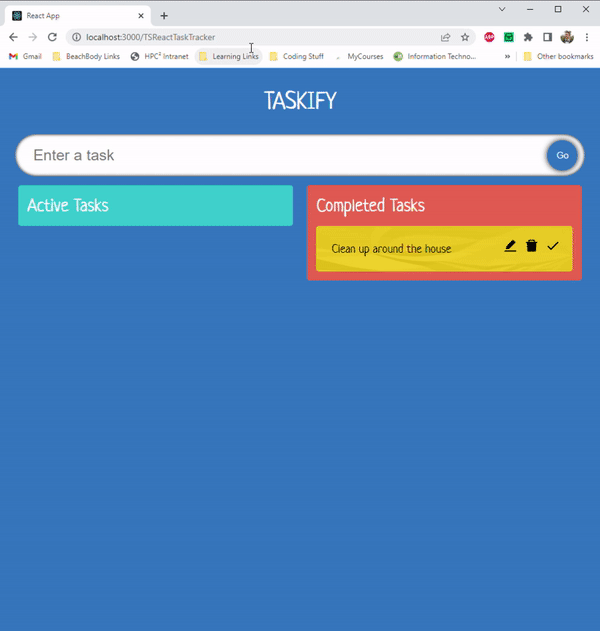 React App
localhost:3000/TSReactTaskTracker
Gmail BeachBody Links HPC² Intranet Learning Links Coding Stuff MyCourses Information Techno... » Other bookmarks
TASKIFY
Enter a task Go
Active Tasks
Completed Tasks
Clean up around the house